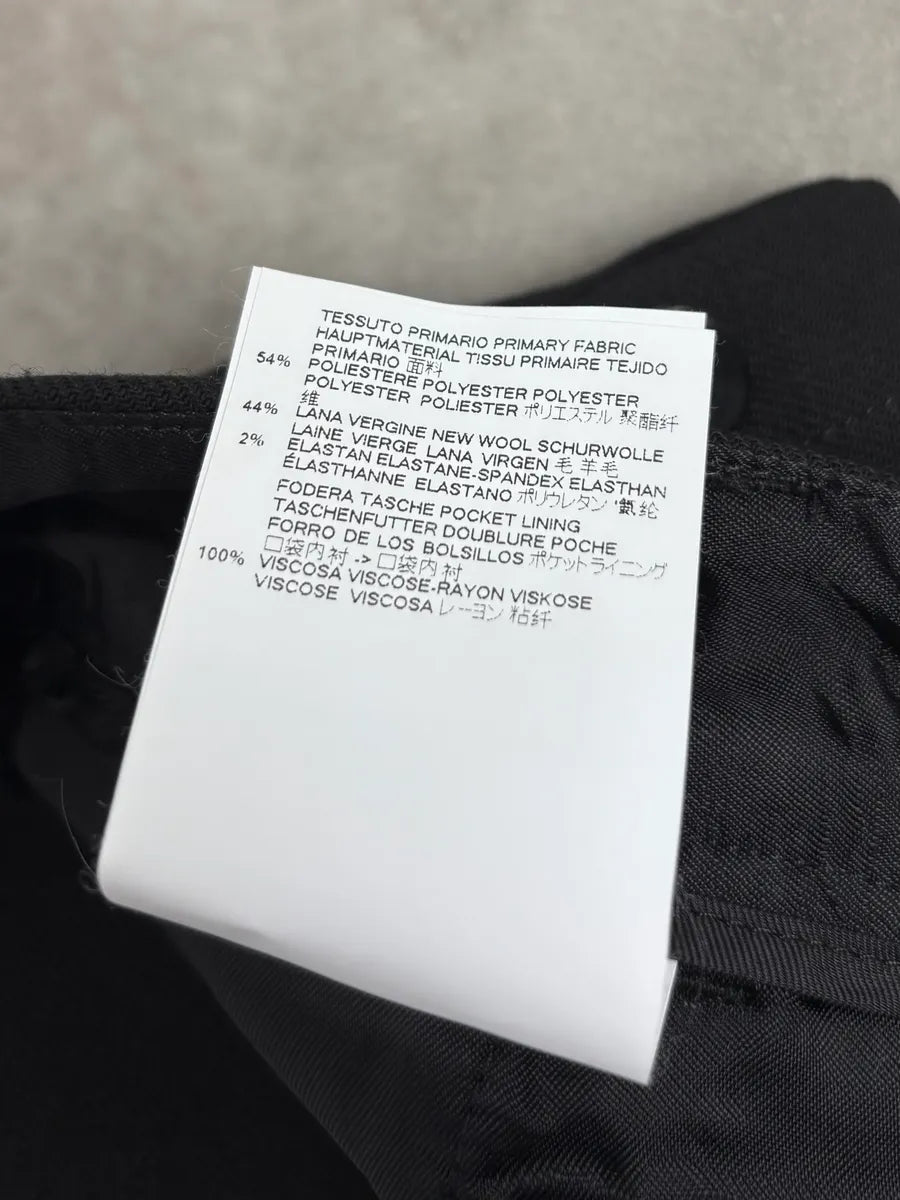 TESSUTO PRIMARIO PRIMARY FABRIC
HAUPTMATERIAL TISSU PRIMAIRE TEJIDO
PRIMARIO 面料
54% POLIESTERE POLYESTER POLYESTER
POLYESTER POLIESTER ポリエステル 聚酯纤
维
44% LANA VERGINE NEW WOOL SCHURWOLLE
LAINE VIERGE LANA VIRGEN 毛 羊毛
2% ELASTAN ELASTANE-SPANDEX ELASTHAN
ÉLASTHANNE ELASTANO ポリウレタン 氨纶
FODERA TASCHE POCKET LINING
TASCHENFUTTER DOUBLURE POCHE
FORRO DE LOS BOLSILLOS ポケットライニング
口袋内衬 -> 口袋内衬
100% VISCOSA VISCOSE-RAYON VISKOSE
VISCOSE VISCOSA レーヨン 粘纤